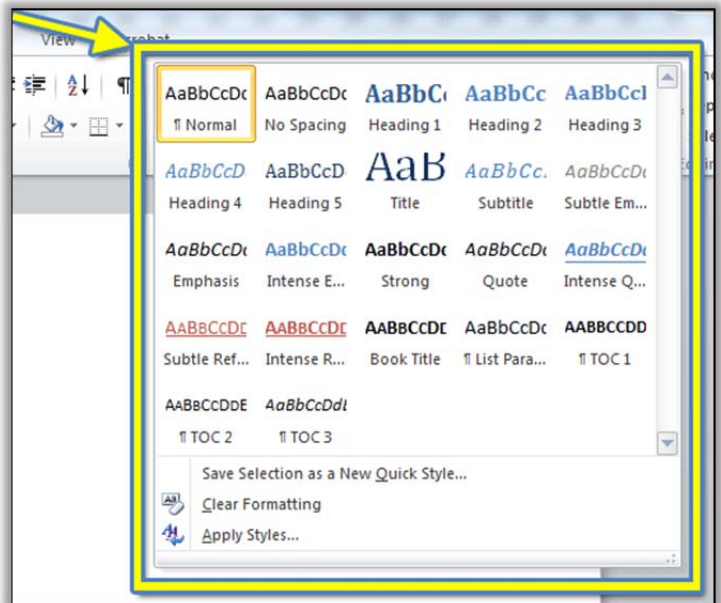 View
AaBbCcDc AaBbCcDc AaBbC AaBbCc AaBbCcI
¶ Normal No Spacing Heading 1 Heading 2 Heading 3
AaBbCcD AaBbCcD AaB AaBbCc. AaBbCcDc
Heading 4 Heading 5 Title Subtitle Subtle Em...
AaBbCcDc AaBbCcDc AaBbCcDc AaBbCcDc AaBbCcDc
Emphasis Intense E... Strong Quote Intense Q...
AABBCCDE AABBCCDE AABBCCDE AaBbCcDc AABBCCDD
Subtle Ref... Intense R... Book Title ¶ List Para... ¶ TOC 1
AABBCCDDE AaBbCcDdE
¶ TOC 2 ¶ TOC 3
Save Selection as a New Quick Style...
Clear Formatting
Apply Styles...